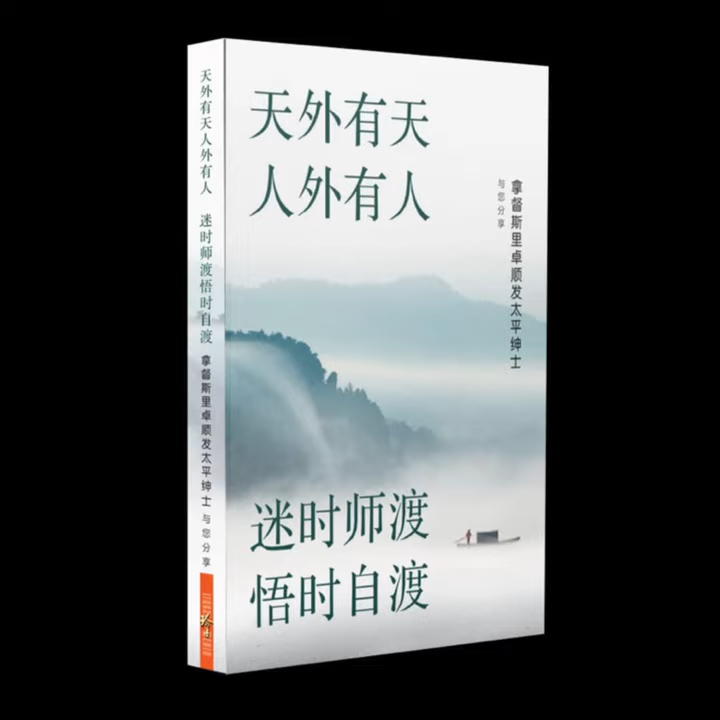 天外有天
人外有人
拿督斯里卓顺发太平绅士
与您分享
迷时师渡
悟时自渡
天外有天人外有人 迷时师渡悟时自渡 拿督斯里卓顺发太平绅士 与您分享